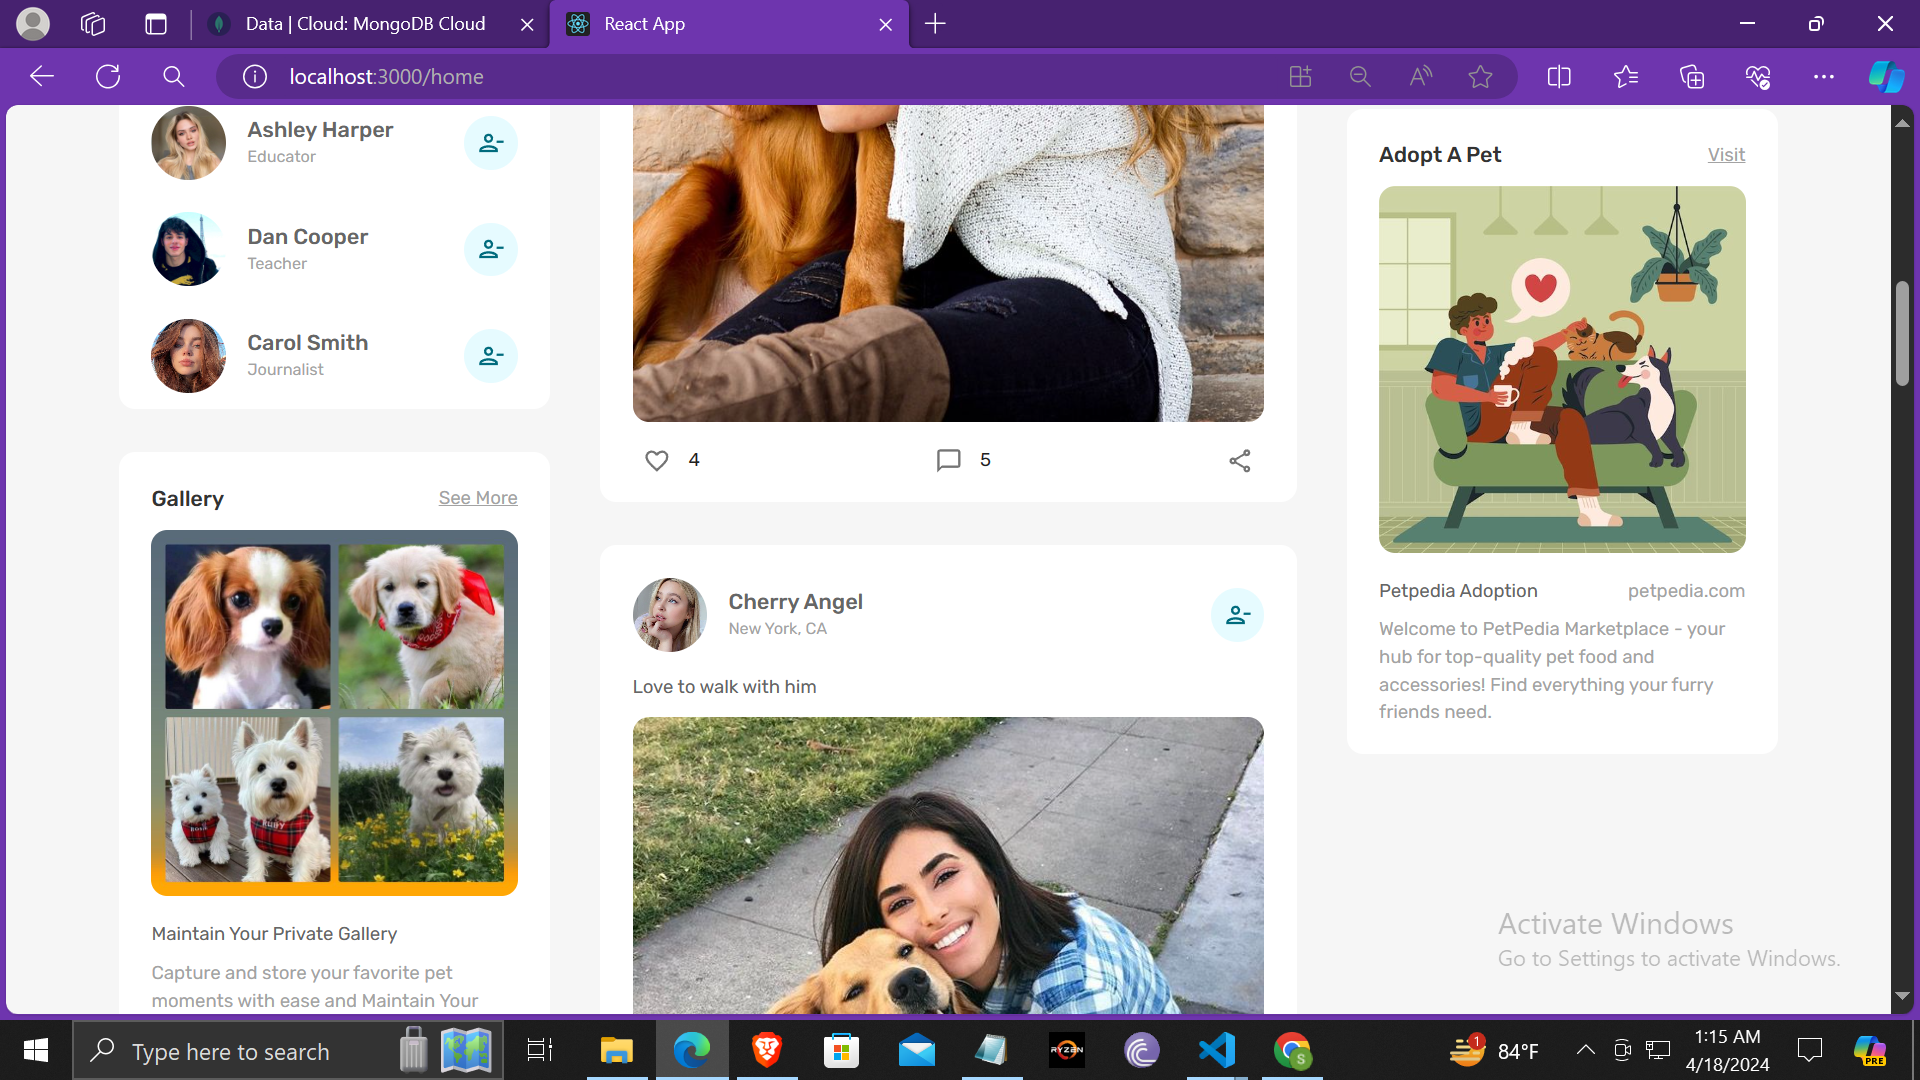 Data | Cloud: MongoDB Cloud
React App
localhost:3000/home
Ashley Harper
Educator
Dan Cooper
Teacher
Carol Smith
Journalist
Gallery
See More
Maintain Your Private Gallery
Capture and store your favorite pet
moments with ease and Maintain Your
4
5
Cherry Angel
New York, CA
Love to walk with him
Adopt A Pet
Visit
Petpedia Adoption
petpedia.com
Welcome to PetPedia Marketplace - your
hub for top-quality pet food and
accessories! Find everything your furry
friends need.
Activate Windows
Go to Settings to activate Windows.
Type here to search
RYZEN
S
1
84°F
1:15 AM
4/18/2024
PRE